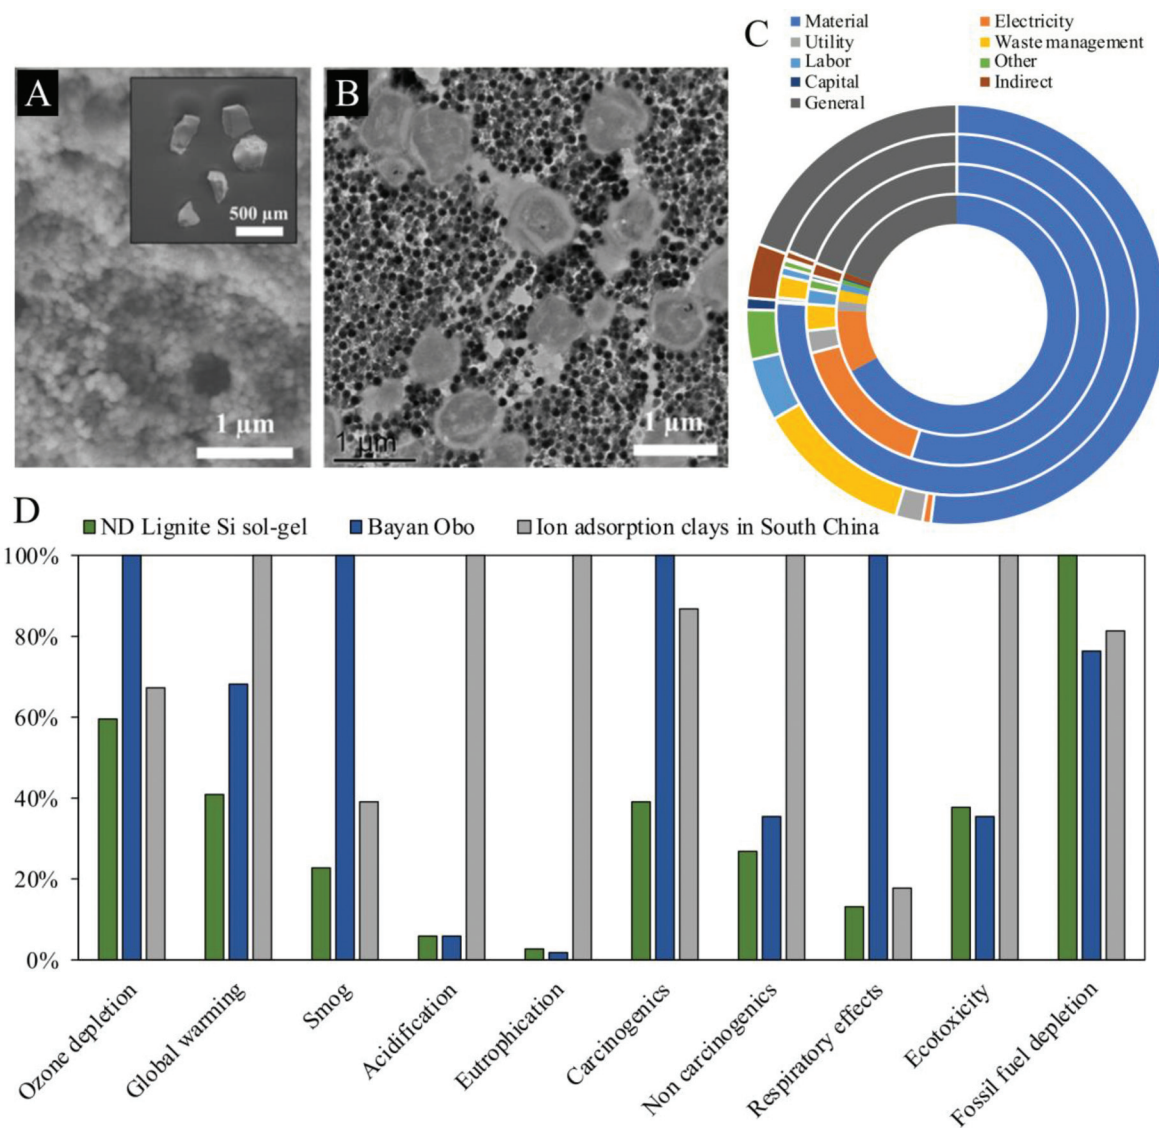 A
500 µm
1 µm
B
1 µm
1 µm
C
Material
Electricity
Utility
Waste management
Labor
Other
Capital
Indirect
General
D
ND Lignite Si sol-gel
Bayan Obo
Ion adsorption clays in South China
100%
80%
60%
40%
20%
0%
Ozone depletion
Global warming
Smog
Acidification
Eutrophication
Carcinogenics
Non carcinogenics
Respiratory effects
Ecotoxicity
Fossil fuel depletion